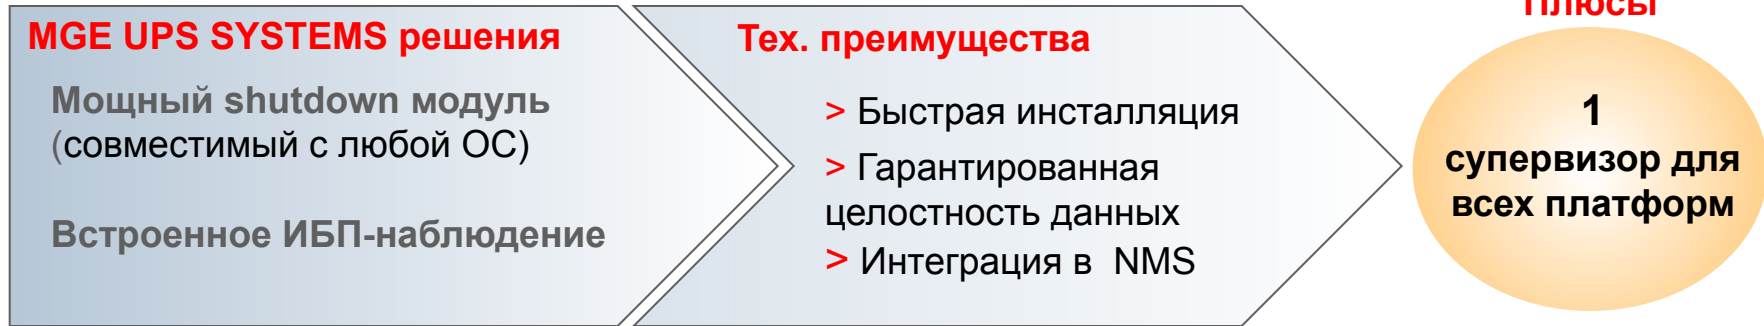 MGE UPS SYSTEMS решения
Мощный shutdown модуль
(совместимый с любой ОС)
Встроенное ИБП-наблюдение
Тех. преимущества
> Быстрая инсталляция
> Гарантированная
целостность данных
> Интеграция в NMS
Плюсы
1
супервизор для
всех платформ